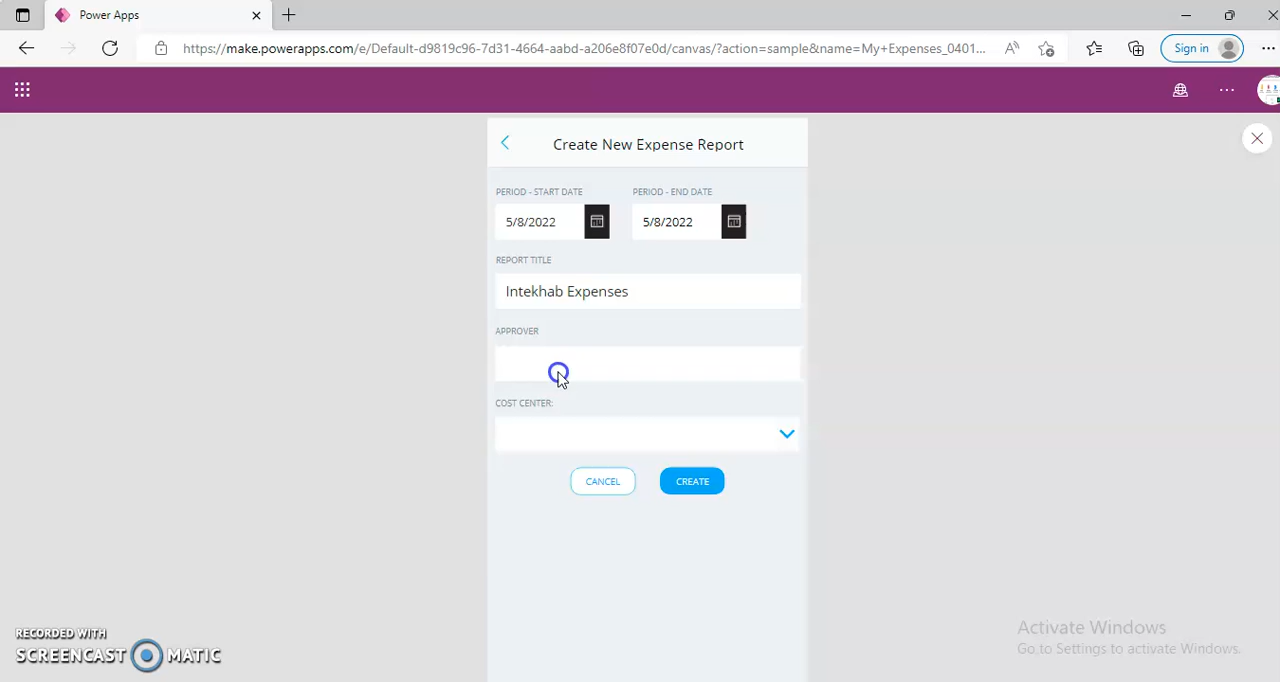 Power Apps
https://make.powerapps.com/e/Default-d9819c96-7d31-4664-aabd-a206e8f07e0d/canvas/?action=sample&name=My+Expenses_0401...
Sign in
Create New Expense Report
PERIOD - START DATE
PERIOD - END DATE
5/8/2022
5/8/2022
REPORT TITLE
Intekhab Expenses
APPROVER
COST CENTER:
CANCEL
CREATE
RECORDED WITH
SCREENCAST MATIC
Activate Windows
Go to Settings to activate Windows.